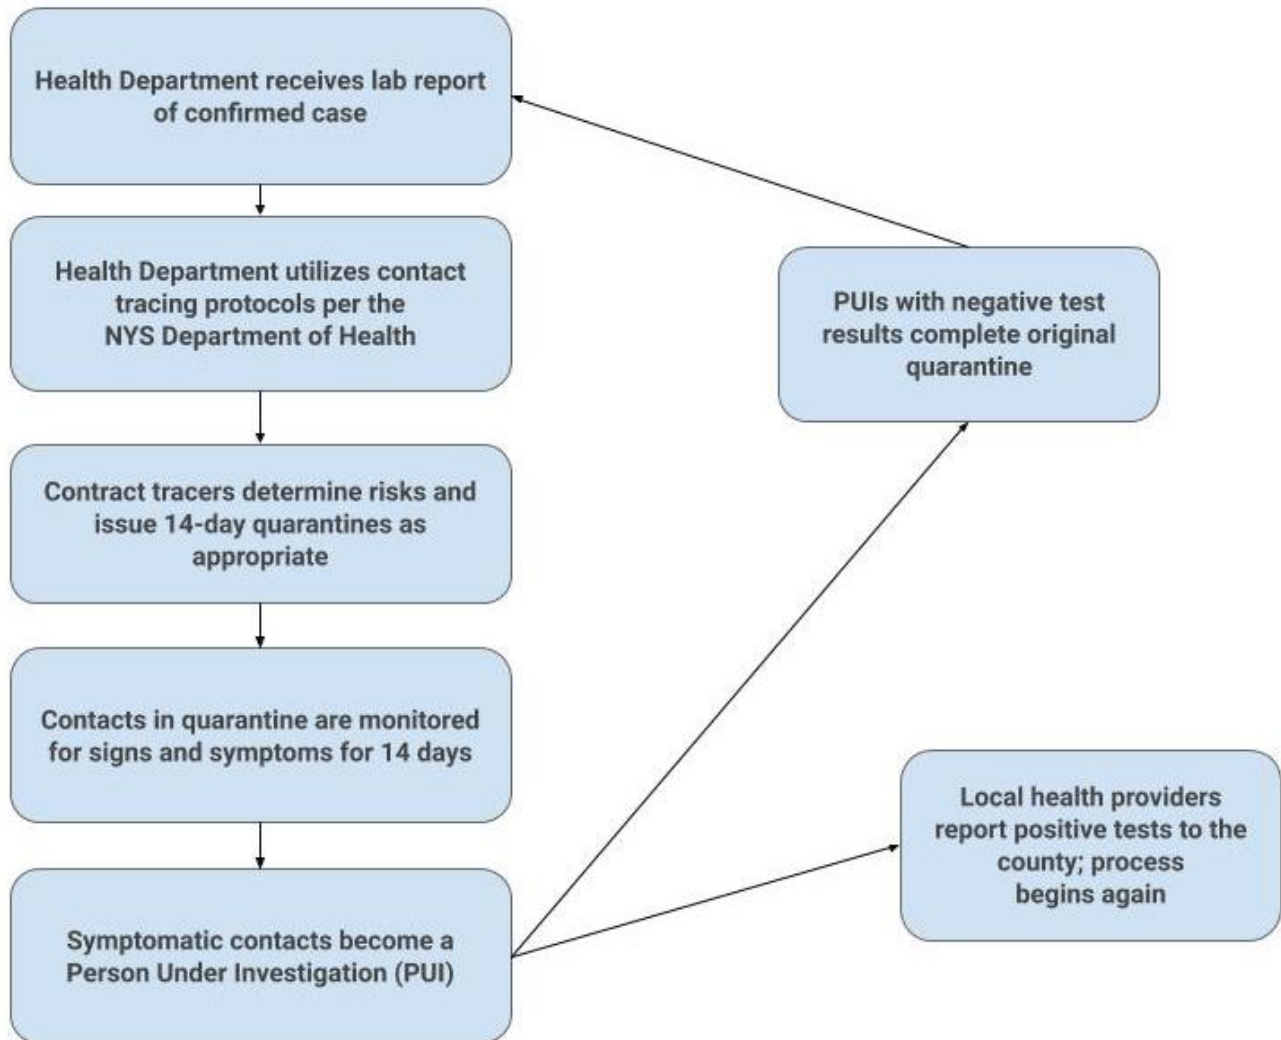 Health Department receives lab report
of confirmed case
Health Department utilizes contact
tracing protocols per the
NYS Department of Health
PUIs with negative test
results complete original
quarantine
Contract tracers determine risks and
issue 14-day quarantines as
appropriate
Contacts in quarantine are monitored
for signs and symptoms for 14 days
Local health providers
report positive tests to the
county; process
begins again
Symptomatic contacts become a
Person Under Investigation (PUI)